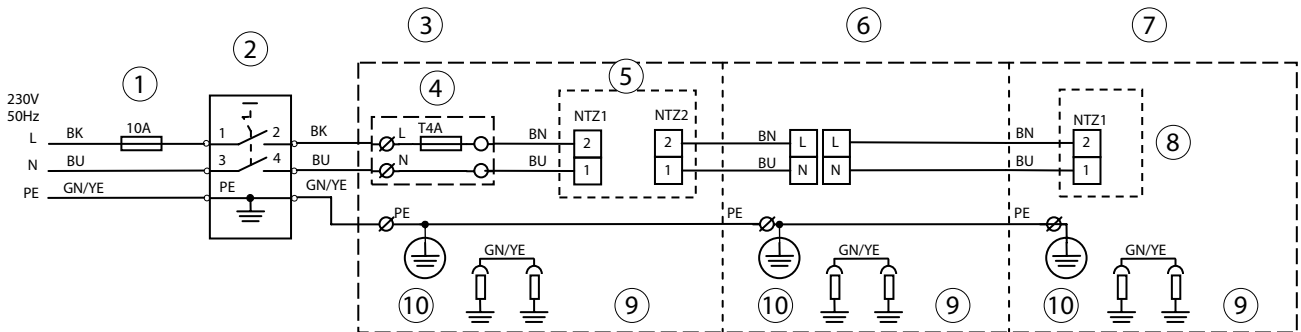 3
6
7
2
1
5
4
230V
50Hz
NTZ1
NTZ2
NTZ1
10A
L
BK
1
2
BK
L
T4A
BN
2
2
BN
L
L
BN
2
8
N
BU
3
4
BU
N
BU
1
1
BU
N
N
BU
1
PE
GN/YE
PE
GN/YE
PE
PE
PE
GN/YE
GN/YE
GN/YE
10
9
10
9
10
9